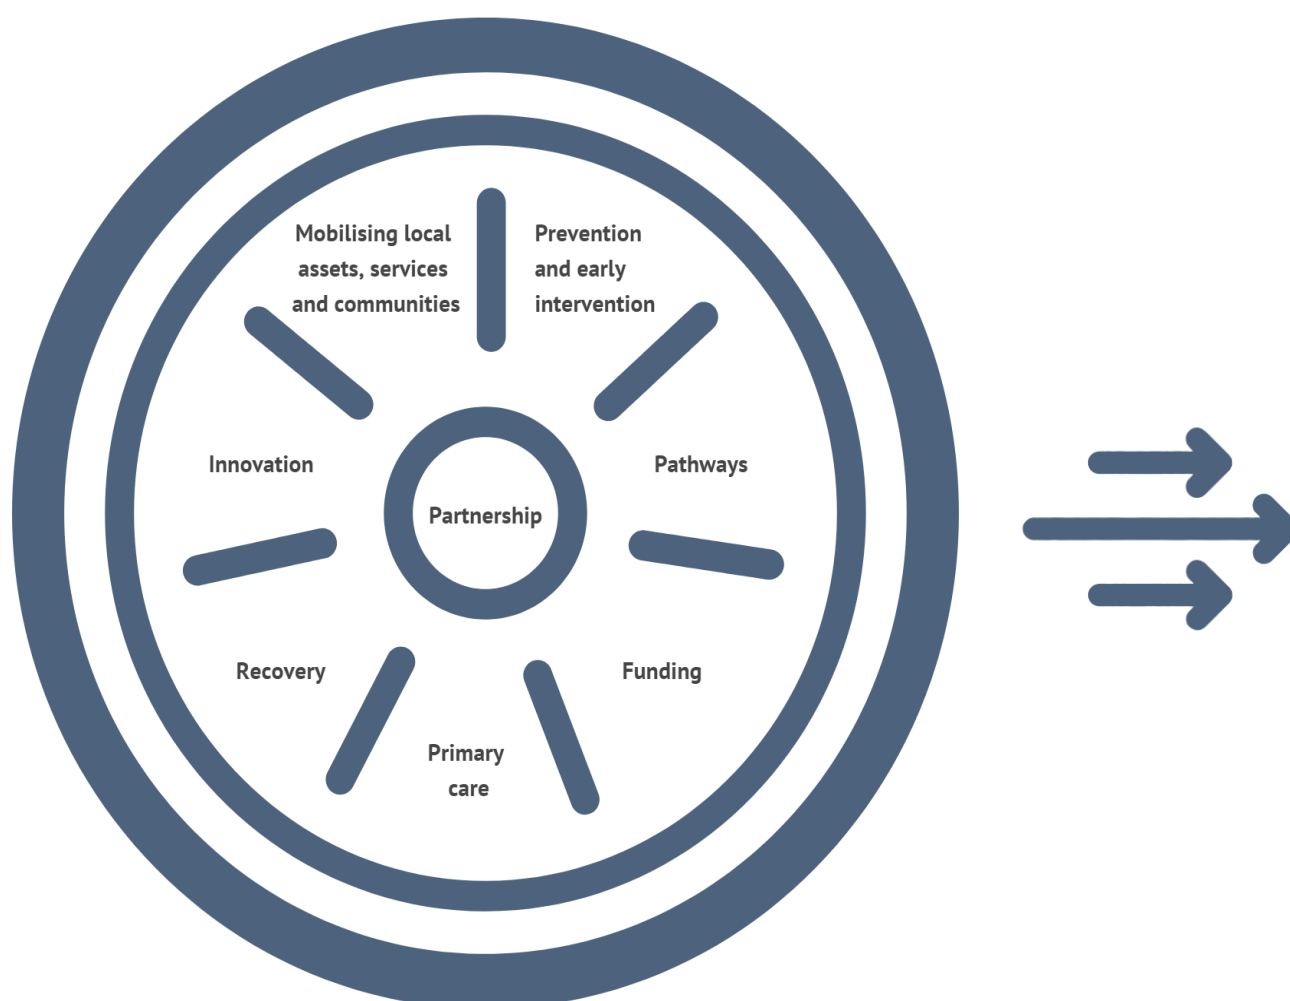 Mobilising local
assets, services
and communities
Prevention
and early
intervention
Innovation
Pathways
Partnership
Recovery
Funding
Primary
care